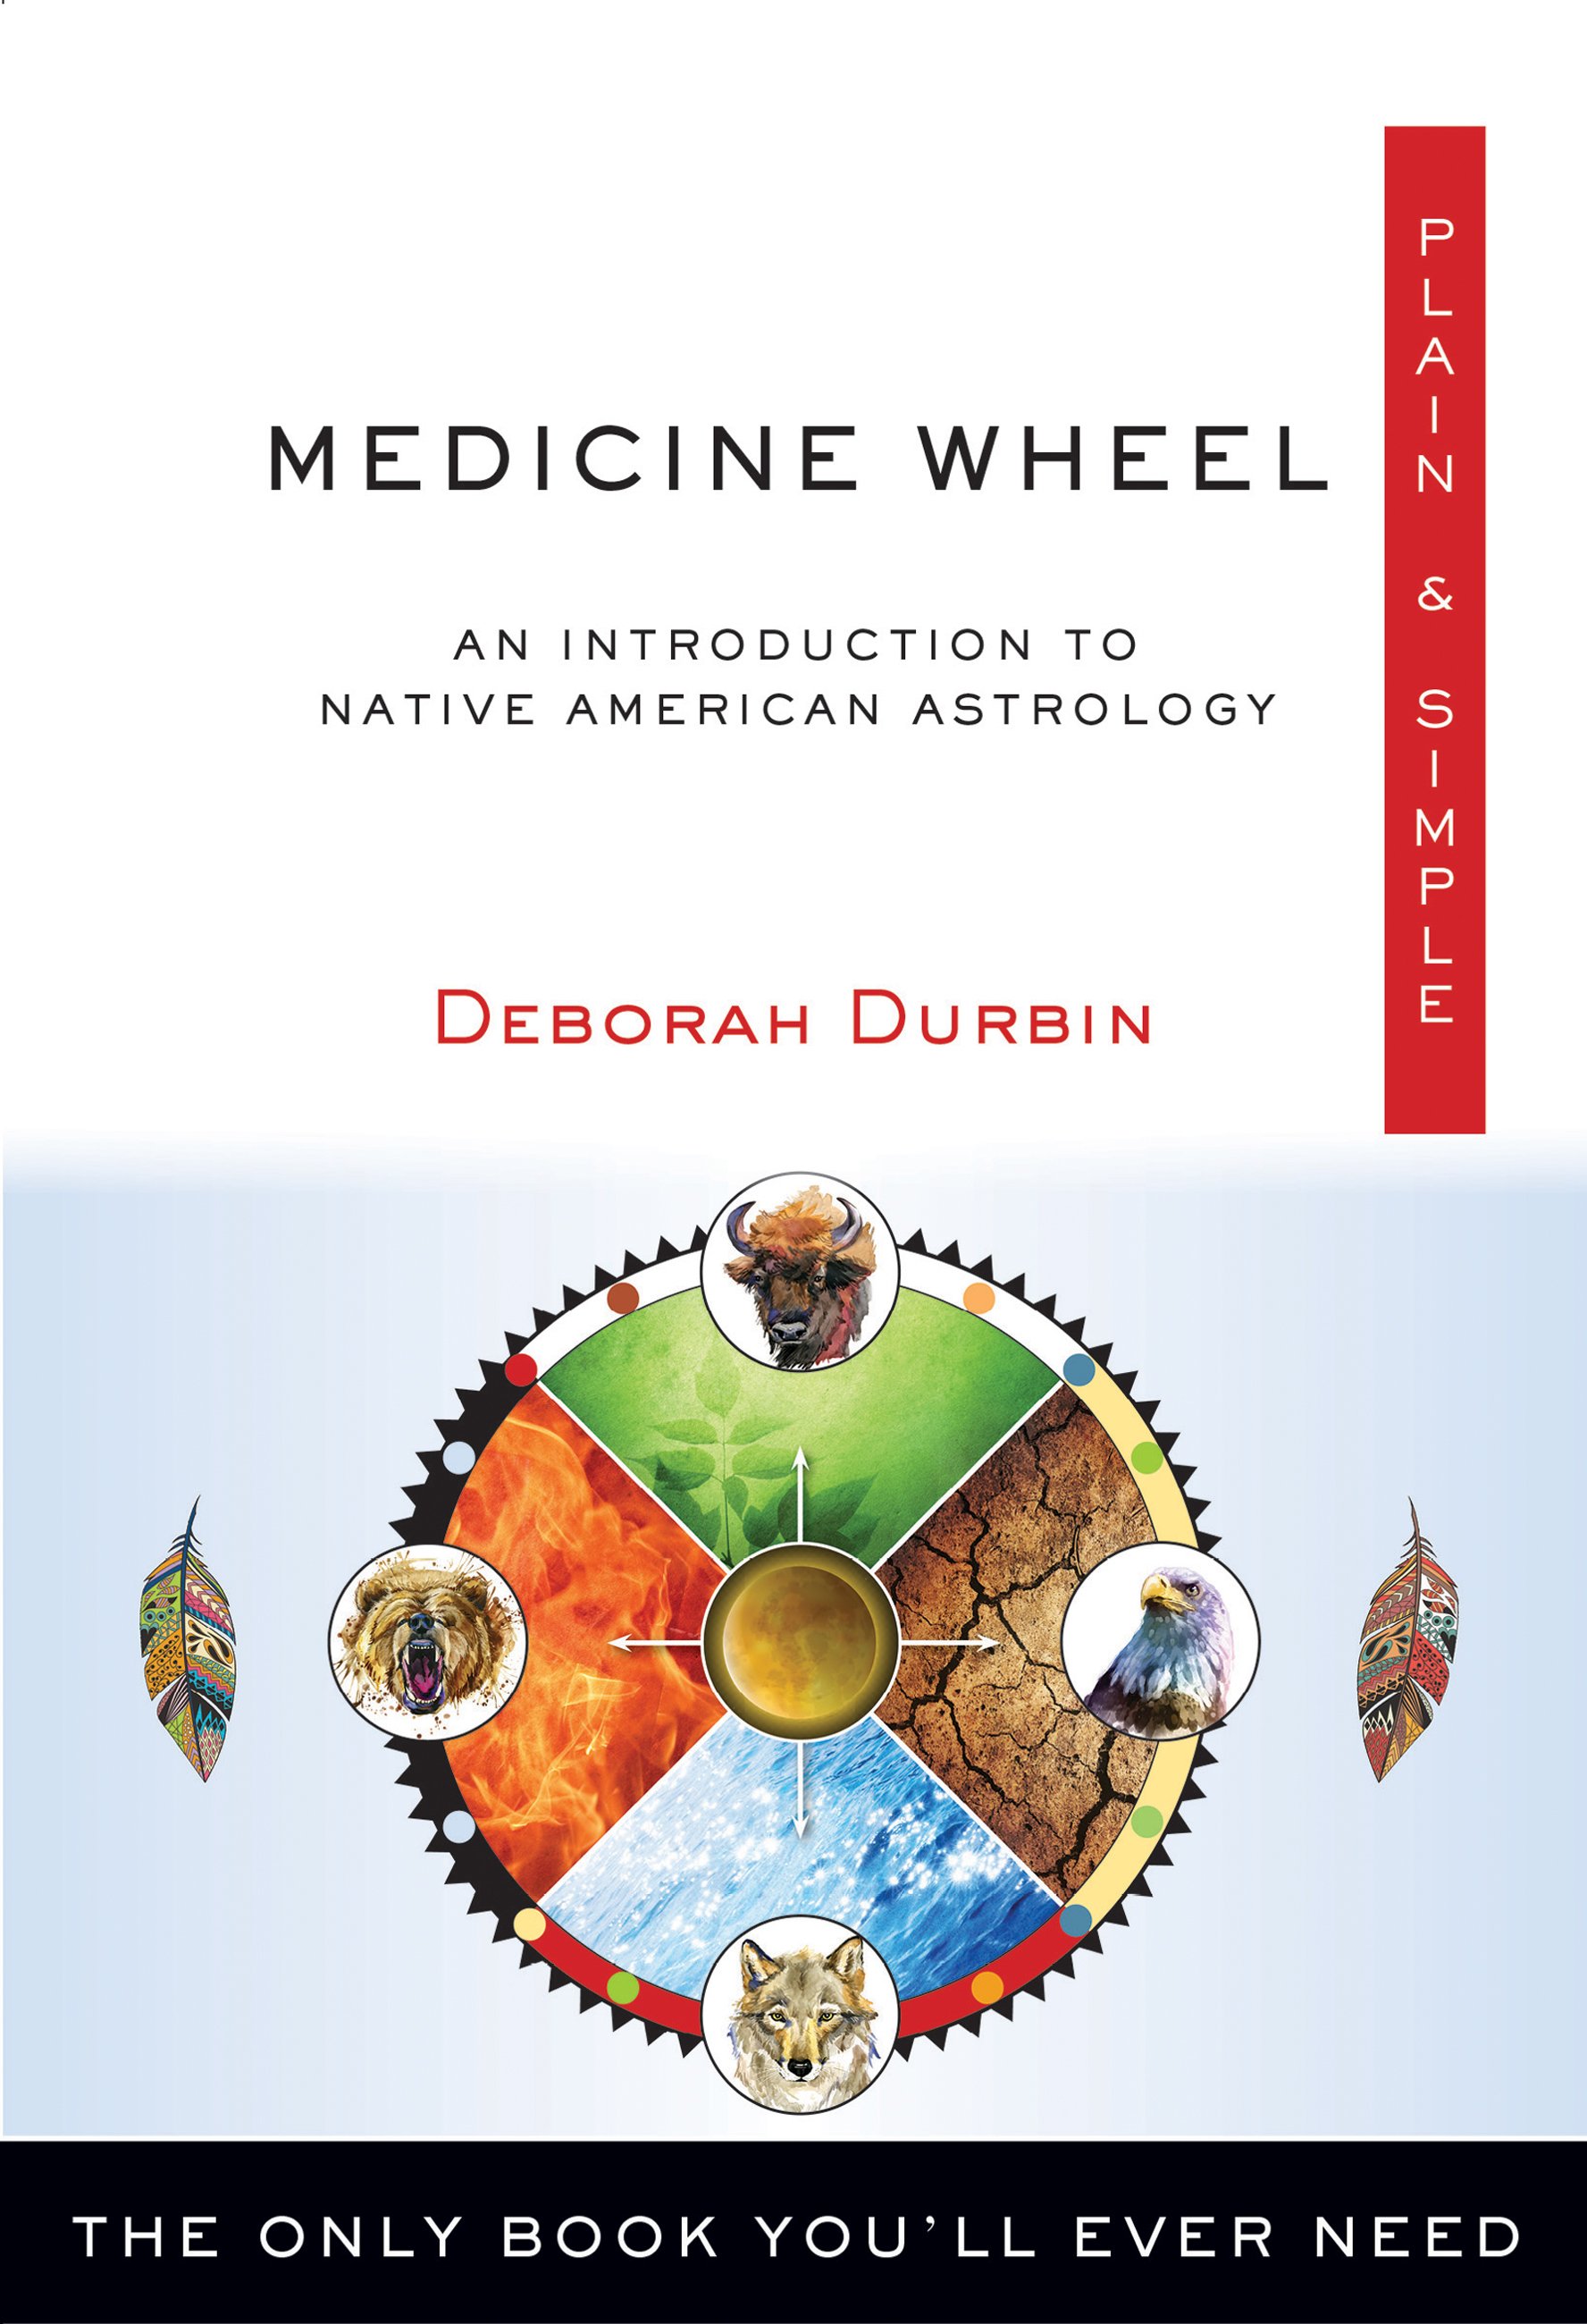 MEDICINE WHEEL
AN INTRODUCTION TO
NATIVE AMERICAN ASTROLOGY
DEBORAH DURBIN
PLAIN & SIMPLE
THE ONLY BOOK YOU'LL EVER NEED